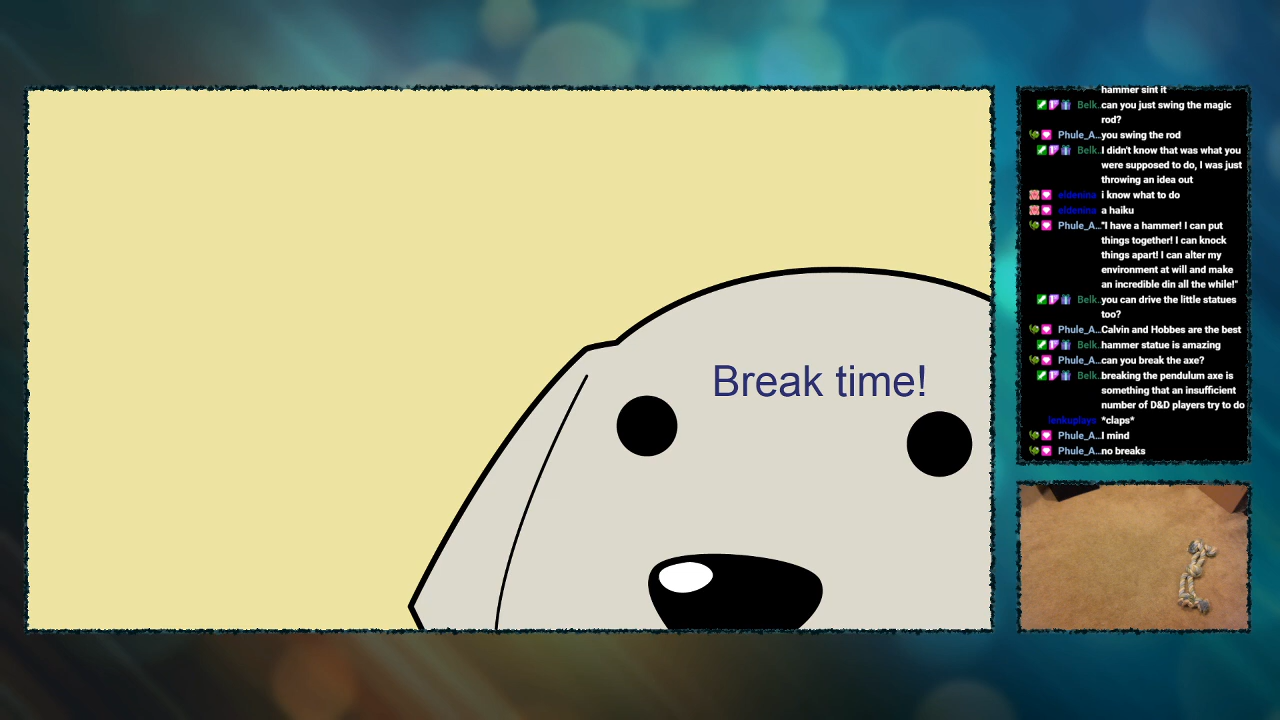 Break time!
hammer sint it
Belk... can you just swing the magic
rod?
Phule_A... you swing the rod
Belk... I didn't know that was what you
were supposed to do, I was just
throwing an idea out
eldenina i know what to do
eldenina a haiku
Phule_A... "I have a hammer! I can put
things together! I can knock
things apart! I can alter my
environment at will and make
an incredible din all the while!"
Belk... you can drive the little statues
too?
Phule_A... Calvin and Hobbes are the best
Belk... hammer statue is amazing
Phule_A... can you break the axe?
Belk... breaking the pendulum axe is
something that an insufficient
number of D&D players try to do
lenkuplays *claps*
Phule_A... I mind
Phule_A... no breaks